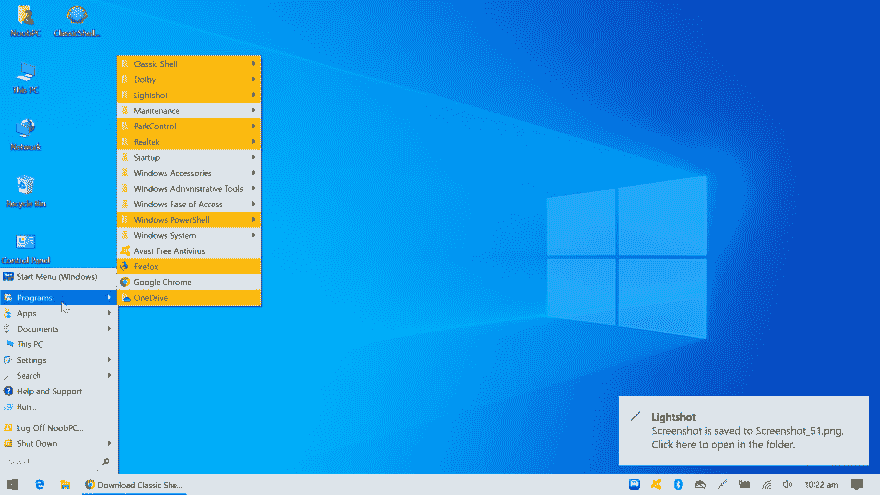 NoobPC
Classic Shell...
This PC
Network
Recycle Bin
Control Panel
Classic Shell
Dolby
Lightshot
Maintenance
ParkControl
Realtek
Startup
Windows Accessories
Windows Administrative Tools
Windows Ease of Access
Windows PowerShell
Windows System
Avast Free Antivirus
Firefox
Google Chrome
OneDrive
Start Menu (Windows)
Programs
Apps
Documents
This PC
Settings
Search
Help and Support
Run...
Log Off NoobPC...
Shut Down
Lightshot
Screenshot is saved to Screenshot_51.png.
Click here to open in the folder.
Download Classic She...
10:22 am